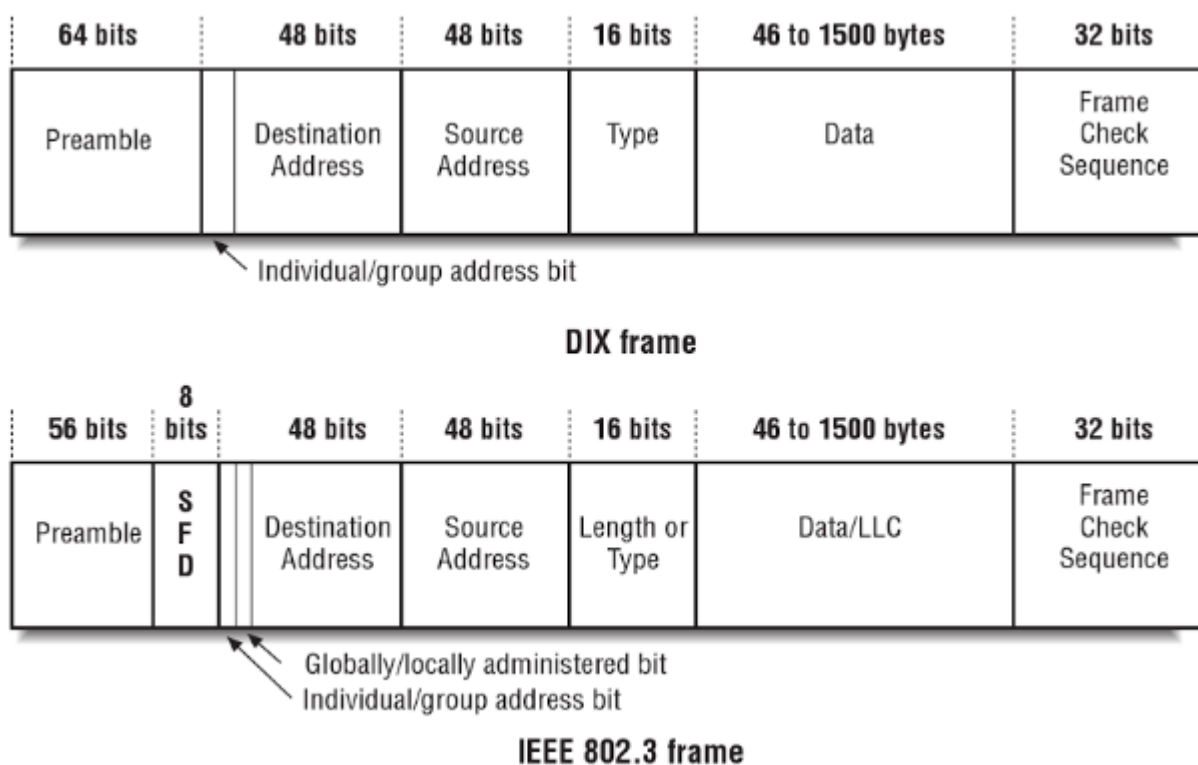 64 bits 48 bits 48 bits 16 bits 46 to 1500 bytes 32 bits
Preamble
Destination
Address
Source
Address
Type
Data
Frame
Check
Sequence
Individual/group address bit
DIX frame
56 bits
8
bits
48 bits 48 bits 16 bits 46 to 1500 bytes 32 bits
Preamble
S
F
D
Destination
Address
Source
Address
Length or
Type
Data/LLC
Frame
Check
Sequence
Globally/locally administered bit
Individual/group address bit
IEEE 802.3 frame